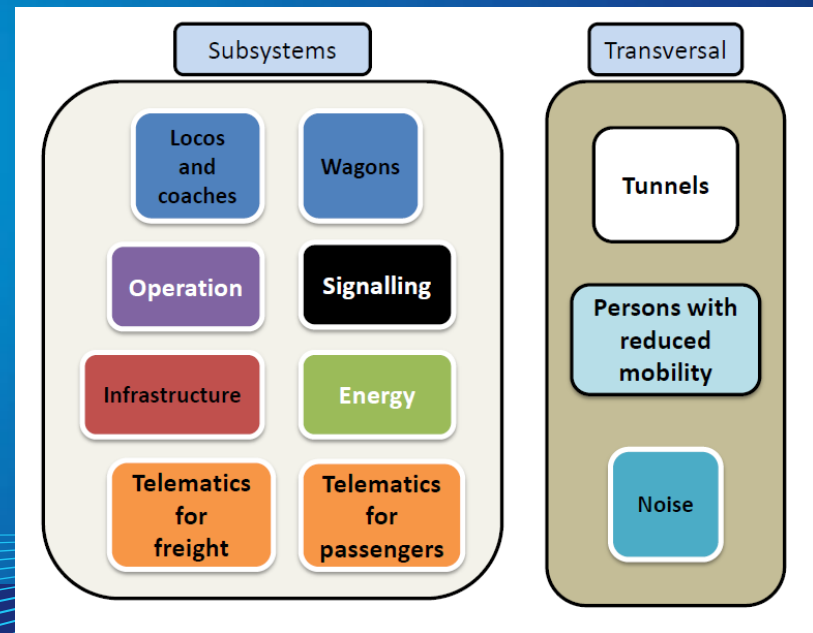 Subsystems
Transversal
Locos
and
coaches
Wagons
Operation
Signalling
Infrastructure
Energy
Telematics
for
freight
Telematics
for
passengers
Tunnels
Persons with
reduced
mobility
Noise